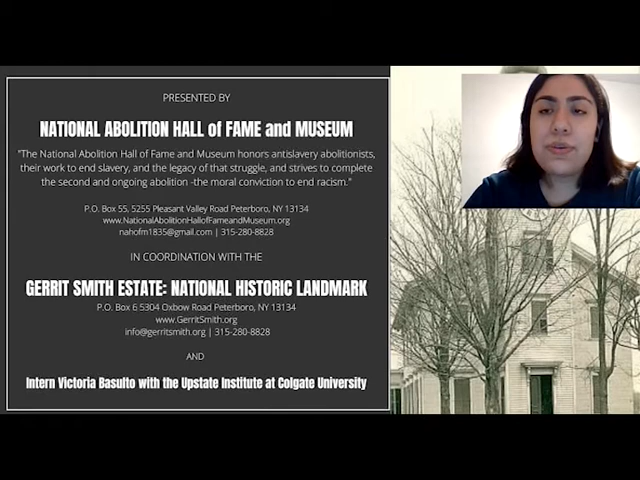 PRESENTED BY
NATIONAL ABOLITION HALL of FAME and MUSEUM
"The National Abolition Hall of Fame and Museum honors antislavery abolitionists,
their work to end slavery, and the legacy of that struggle, and strives to complete
the second and ongoing abolition -the moral conviction to end racism."
P.O. Box 55, 5255 Pleasant Valley Road Peterboro, NY 13134
www.NationalAbolitionHallofFameandMuseum.org
nahofm1835@gmail.com | 315-280-8828
IN COORDINATION WITH THE
GERRIT SMITH ESTATE: NATIONAL HISTORIC LANDMARK
P.O. Box 6 5304 Oxbow Road Peterboro, NY 13134
www.GerritSmith.org
info@gerritsmith.org | 315-280-8828
AND
Intern Victoria Basulto with the Upstate Institute at Colgate University